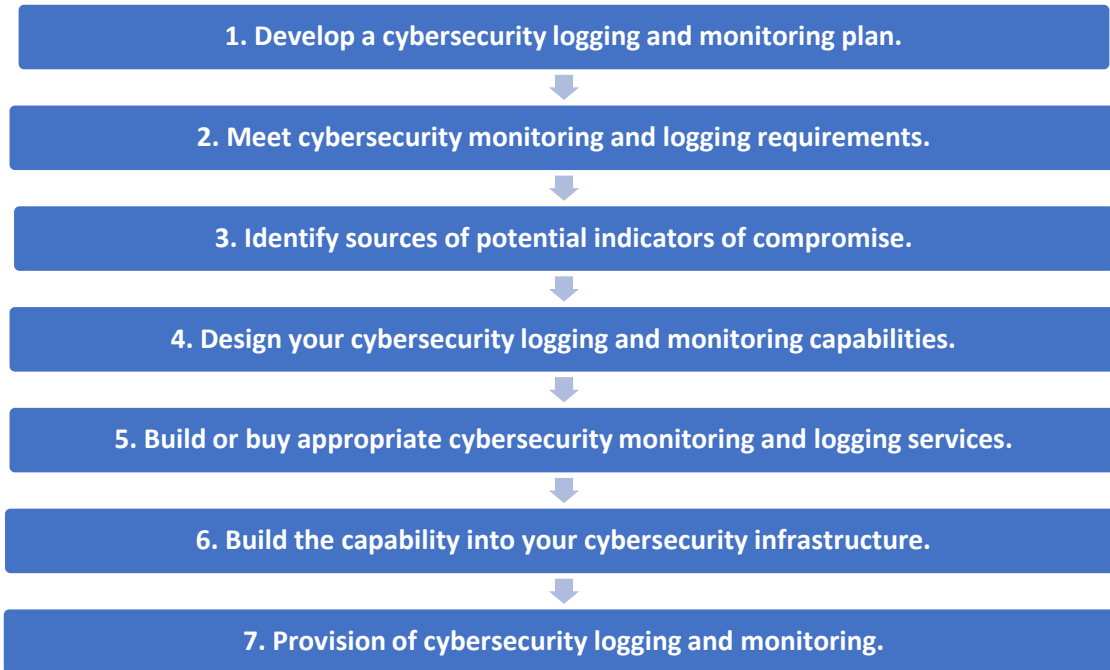 1. Develop a cybersecurity logging and monitoring plan.
2. Meet cybersecurity monitoring and logging requirements.
3. Identify sources of potential indicators of compromise.
4. Design your cybersecurity logging and monitoring capabilities.
5. Build or buy appropriate cybersecurity monitoring and logging services.
6. Build the capability into your cybersecurity infrastructure.
7. Provision of cybersecurity logging and monitoring.